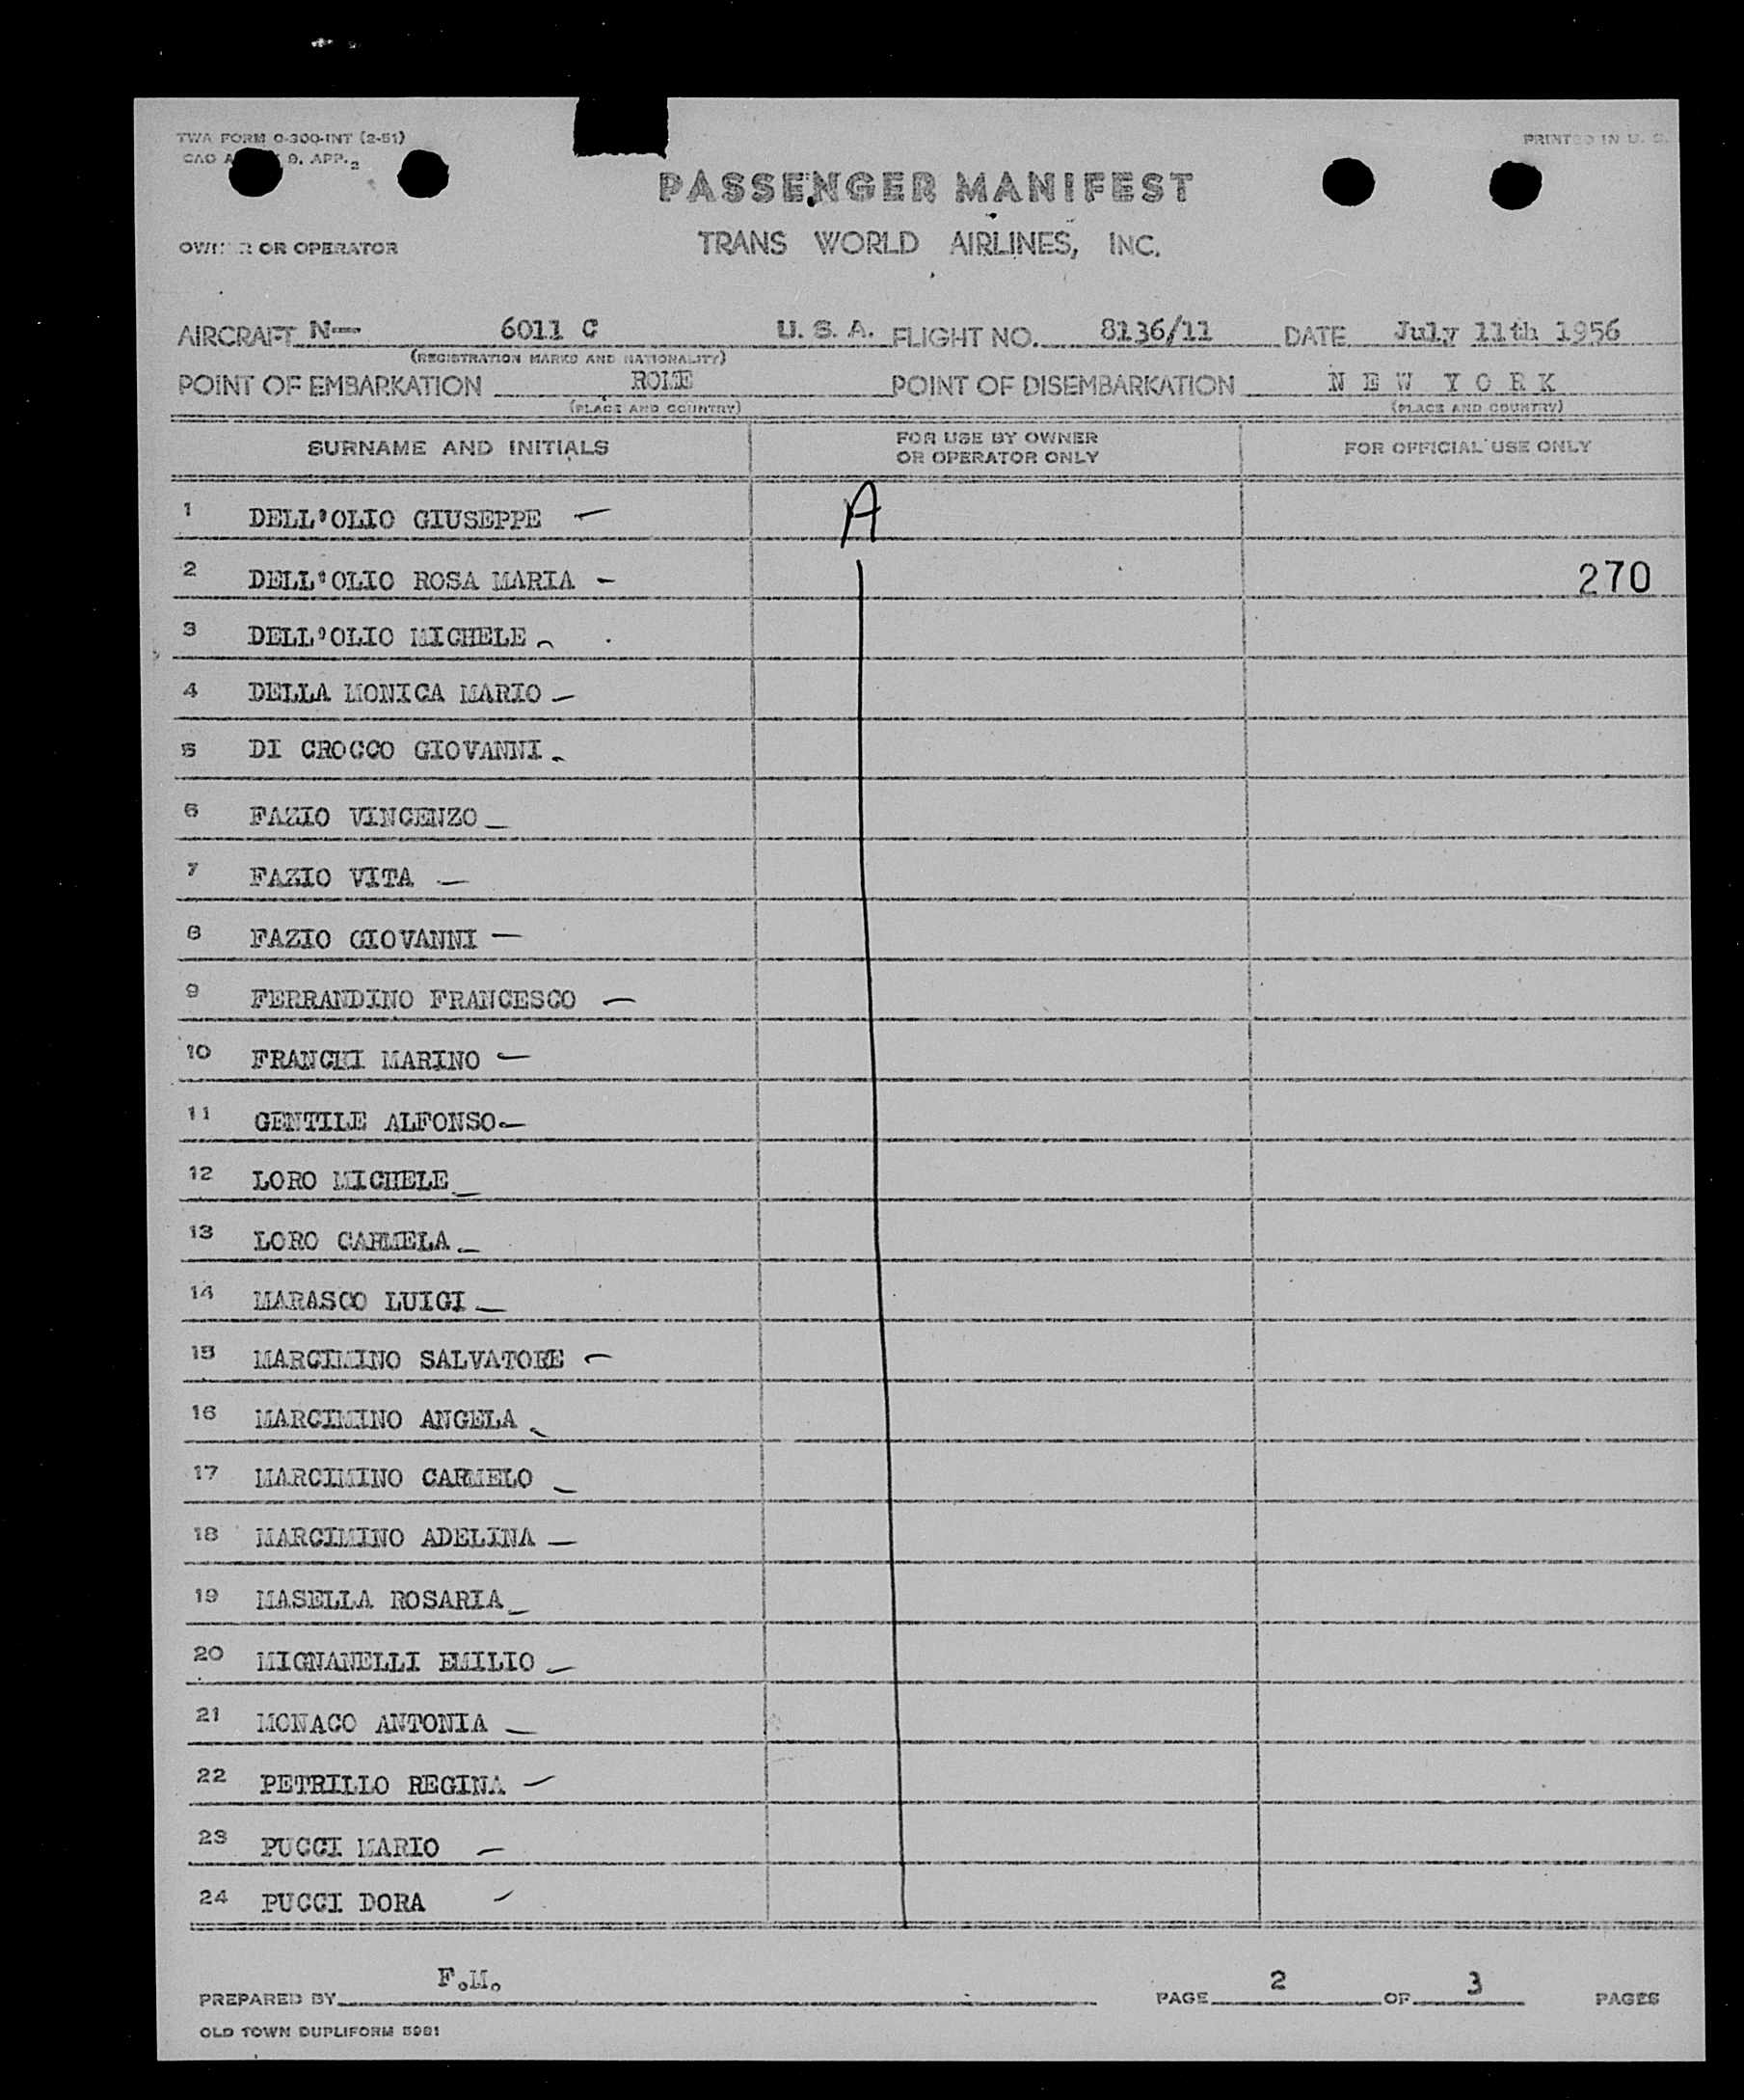 TWA FORM O-300-INT (2-51)
PRINTED IN U. S.
CAO 9. APP. 2
PASSENGER MANIFEST
OWNER OR OPERATOR
TRANS WORLD AIRLINES, INC.
AIRCRAFT N— 6011 C U. S. A. FLIGHT NO. 8136/11 DATE July 11th 1956
(REGISTRATION MARKS AND NATIONALITY)
POINT OF EMBARKATION ROME POINT OF DISEMBARKATION N E W Y O R K
(PLACE AND COUNTRY) (PLACE AND COUNTRY)
SURNAME AND INITIALS FOR USE BY OWNER OR OPERATOR ONLY FOR OFFICIAL USE ONLY
1 DELL'OLIO GIUSEPPE — A
2 DELL'OLIO ROSA MARIA — 270
3 DELL'OLIO MICHELE
4 DELLA MONICA MARIO —
5 DI CROCCO GIOVANNI
6 FAZIO VINCENZO —
7 FAZIO VITA —
8 FAZIO GIOVANNI —
9 FERRANDINO FRANCESCO —
10 FRANCHI MARINO —
11 GENTILE ALFONSO —
12 LORO MICHELE —
13 LORO CARMELA —
14 MARASCO LUIGI —
15 MARCIMINO SALVATORE —
16 MARCIMINO ANGELA
17 MARCIMINO CARMELO —
18 MARCIMINO ADELINA —
19 MASELLA ROSARIA —
20 MIGNANELLI EMILIO —
21 MONACO ANTONIA —
22 PETRILLO REGINA —
23 PUCCI MARIO —
24 PUCCI DORA —
PREPARED BY F.M. PAGE 2 OF 3 PAGES
OLD TOWN DUPLIFORM 5981